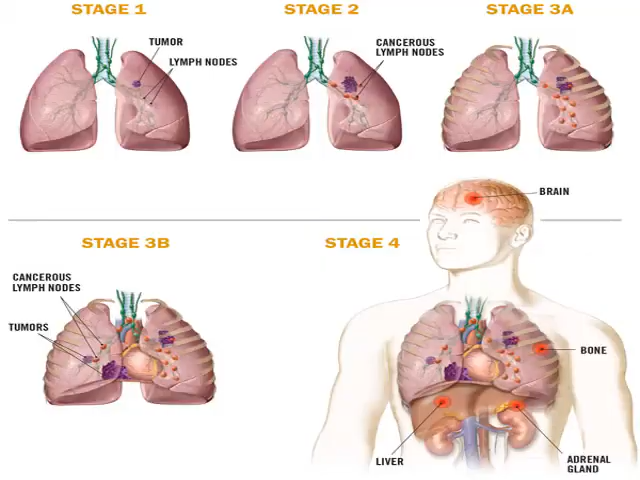 STAGE 1
STAGE 2
STAGE 3A
TUMOR
LYMPH NODES
CANCEROUS
LYMPH NODES
BRAIN
STAGE 3B
STAGE 4
CANCEROUS
LYMPH NODES
TUMORS
BONE
LIVER
ADRENAL
GLAND